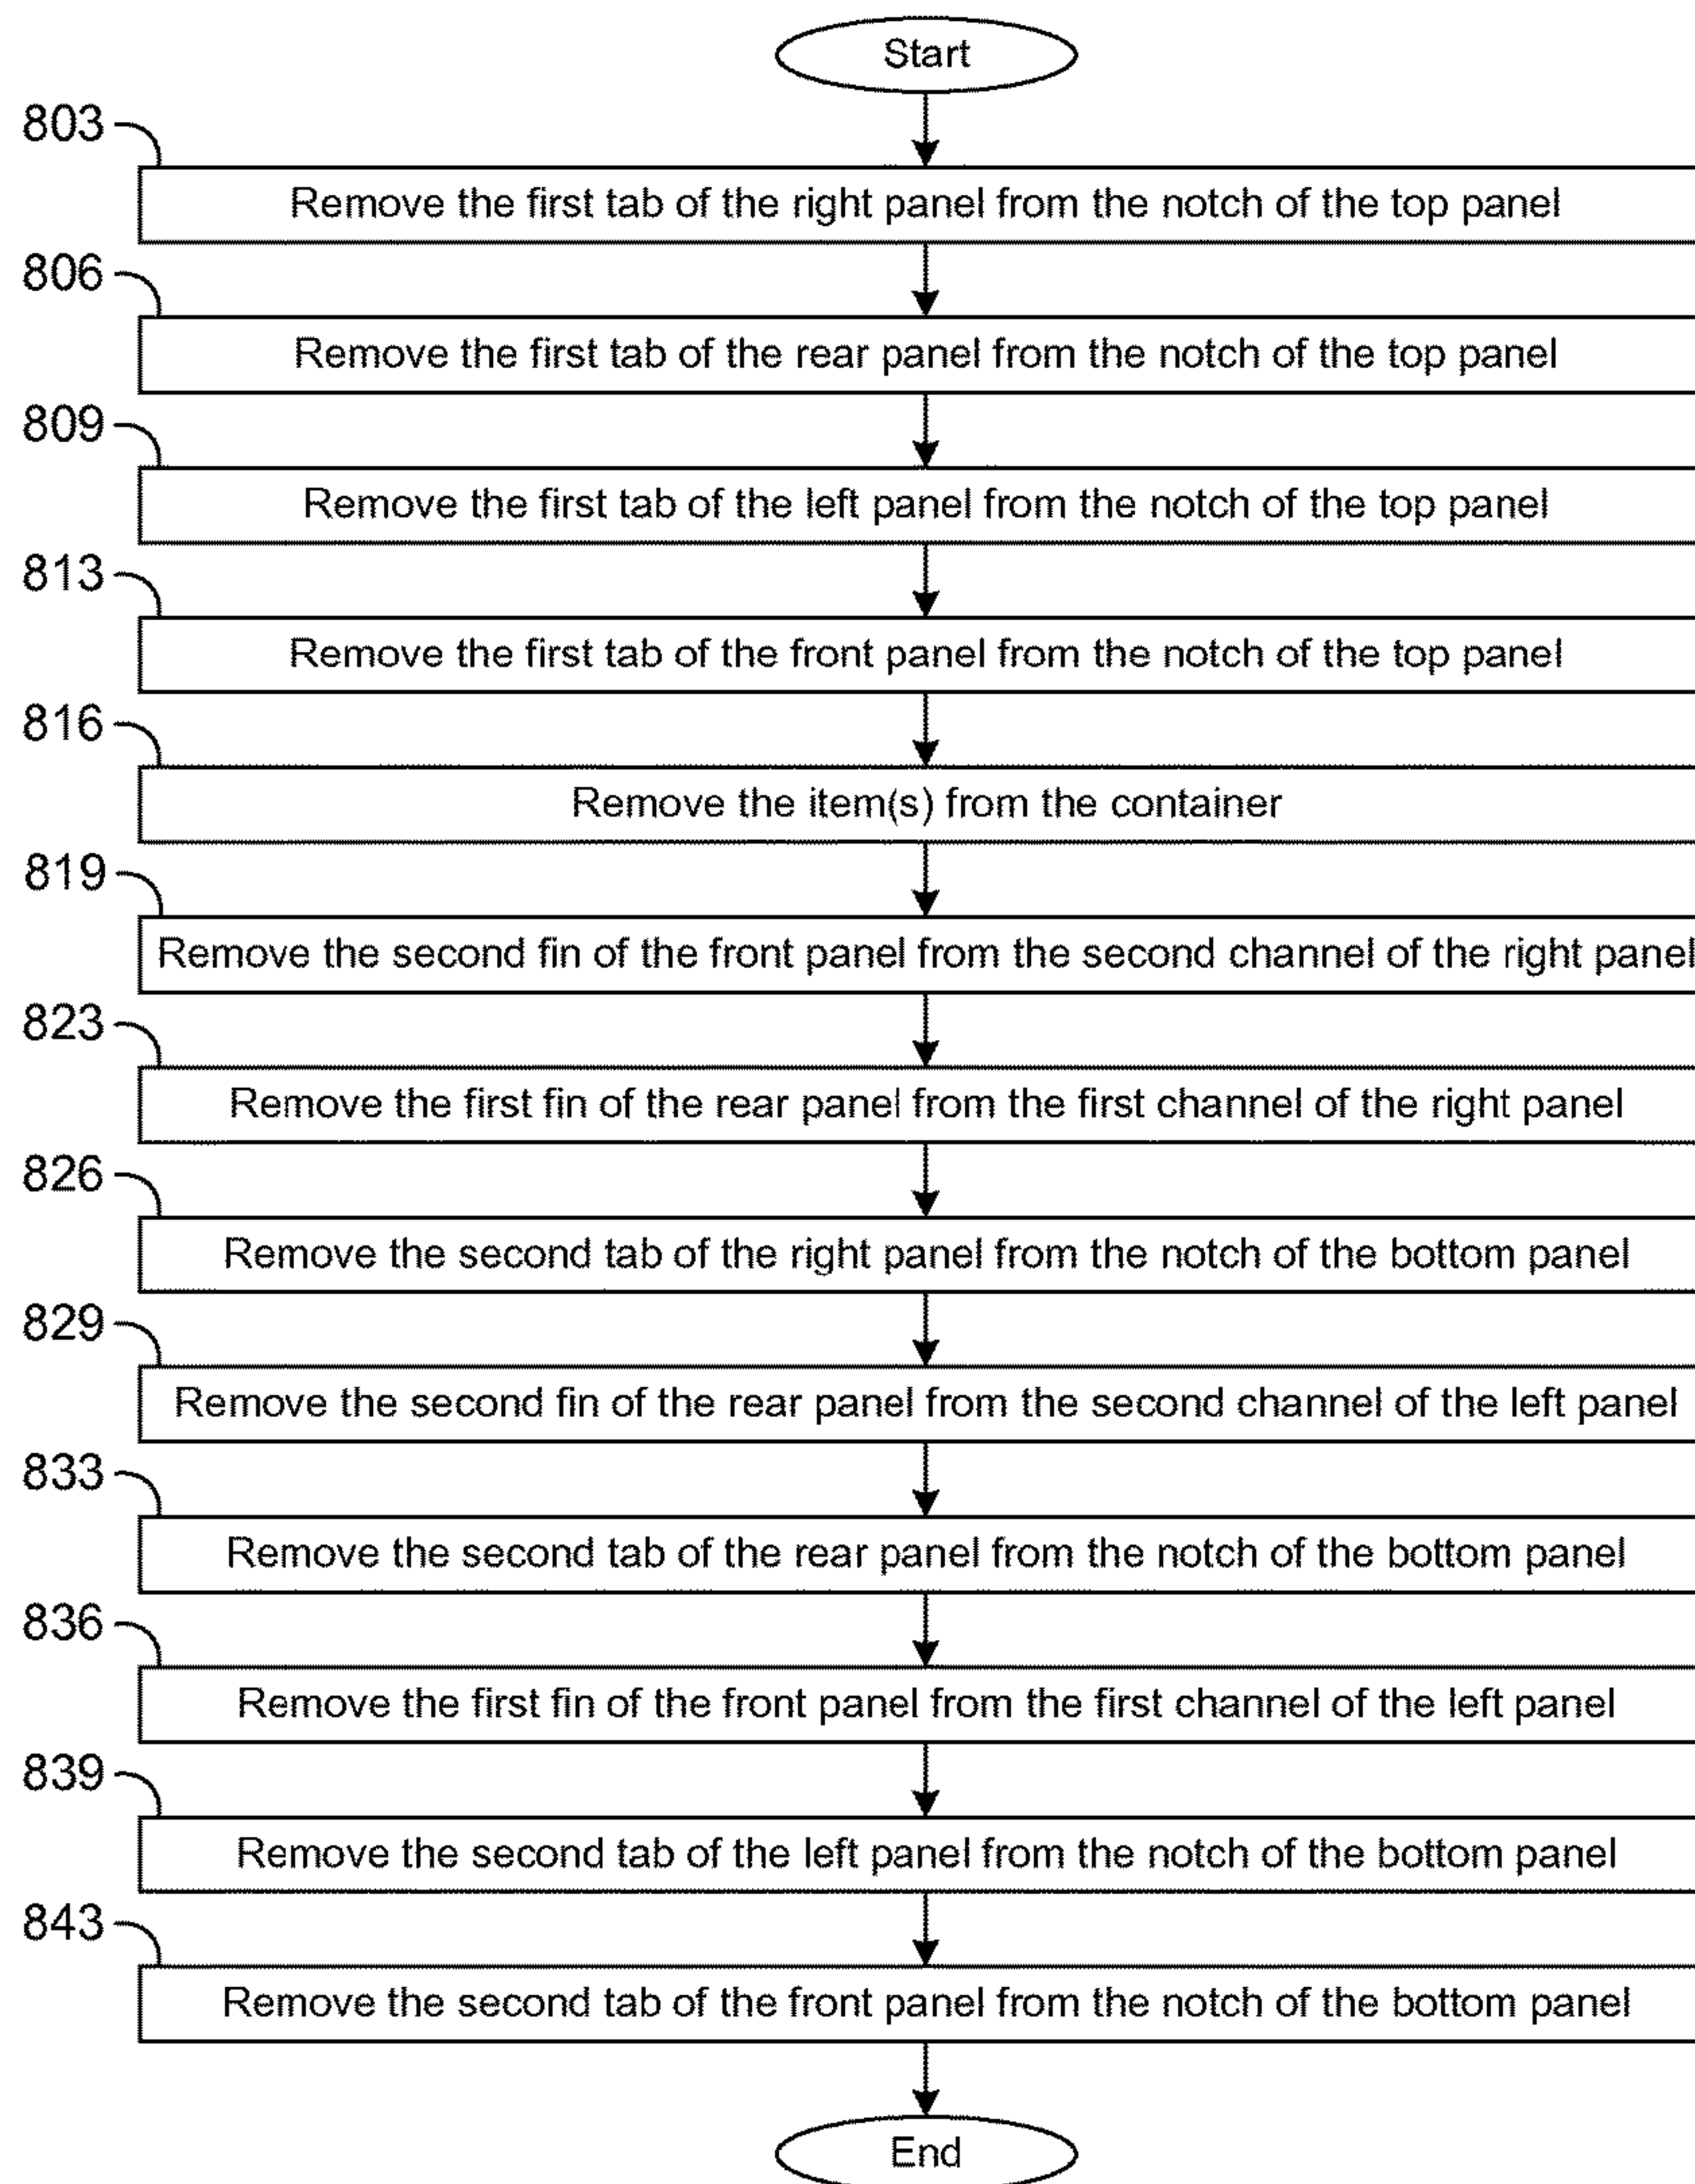 Start
803
Remove the first tab of the right panel from the notch of the top panel
806
Remove the first tab of the rear panel from the notch of the top panel
809
Remove the first tab of the left panel from the notch of the top panel
813
Remove the first tab of the front panel from the notch of the top panel
816
Remove the item(s) from the container
819
Remove the second fin of the front panel from the second channel of the right panel
823
Remove the first fin of the rear panel from the first channel of the right panel
826
Remove the second tab of the right panel from the notch of the bottom panel
829
Remove the second fin of the rear panel from the second channel of the left panel
833
Remove the second tab of the rear panel from the notch of the bottom panel
836
Remove the first fin of the front panel from the first channel of the left panel
839
Remove the second tab of the left panel from the notch of the bottom panel
843
Remove the second tab of the front panel from the notch of the bottom panel
End